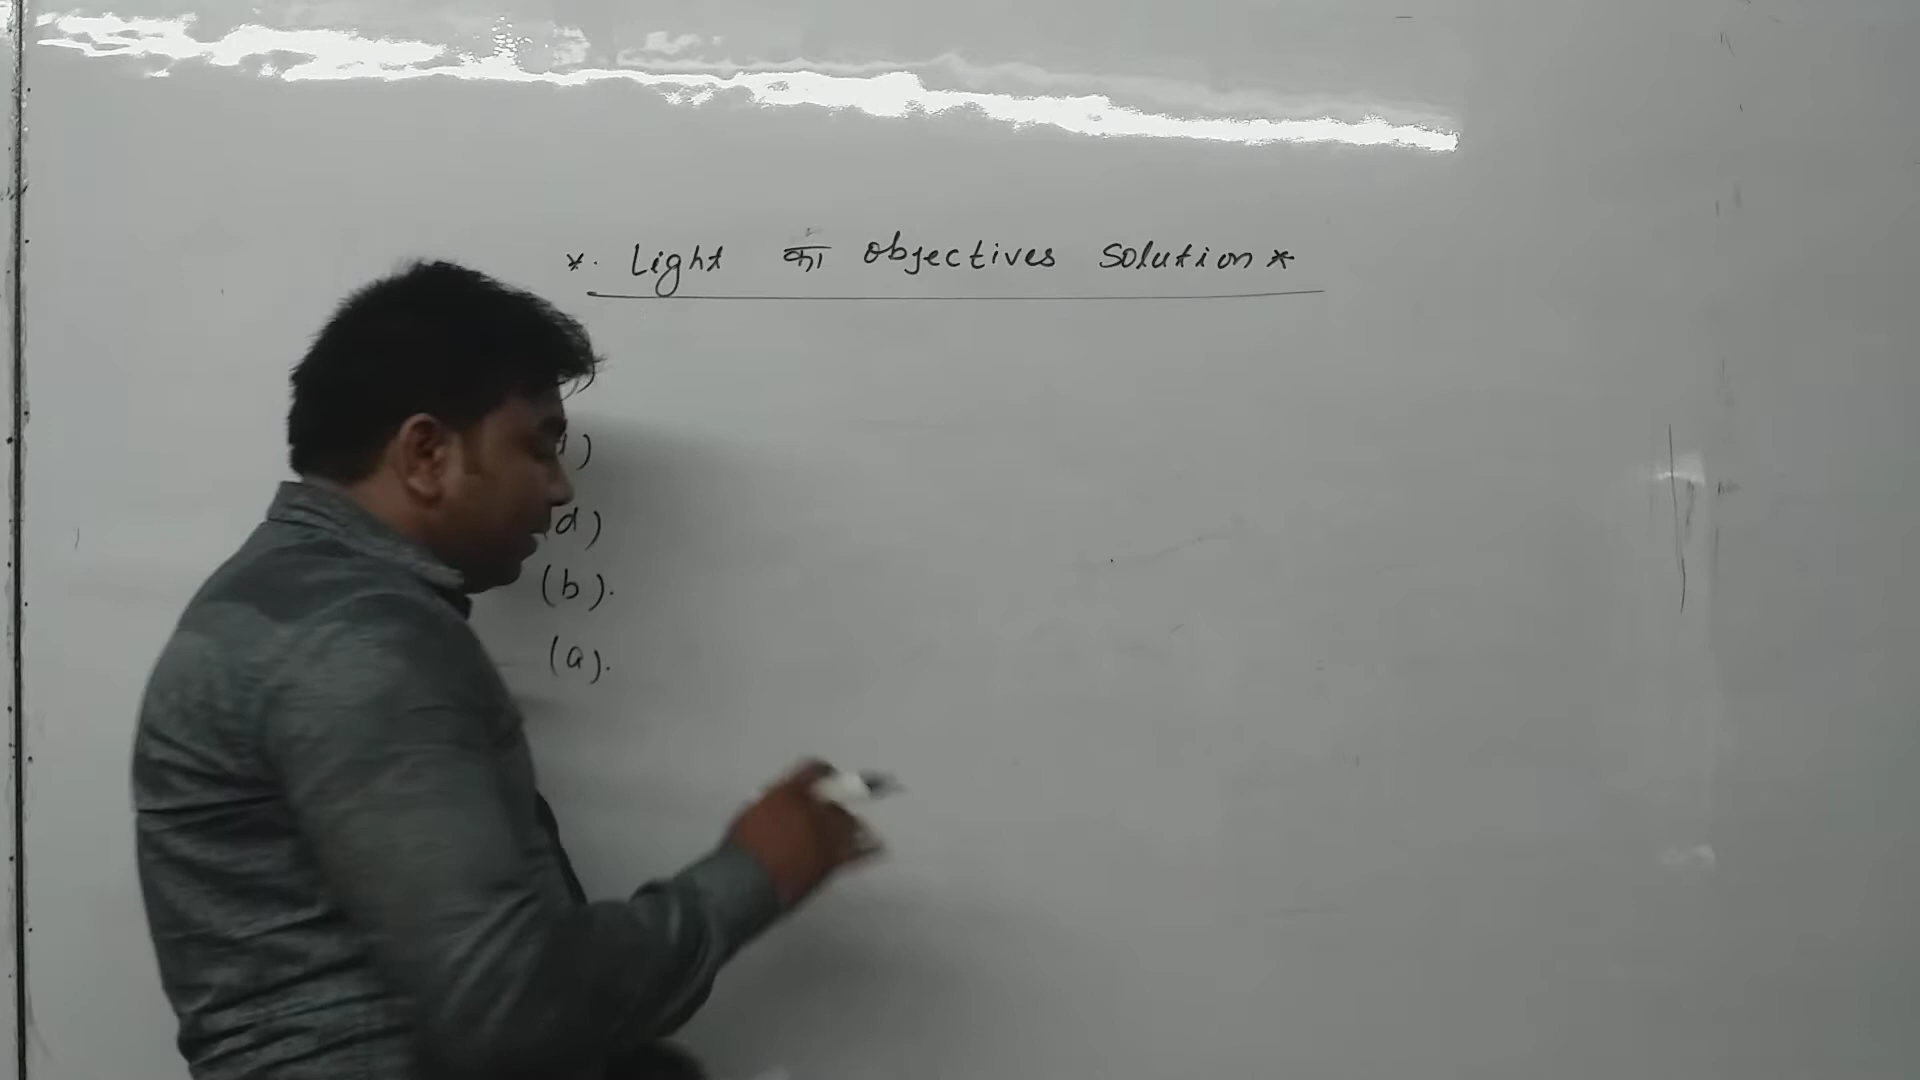 *. Light का objectives solution *
)
d)
(b).
(a).